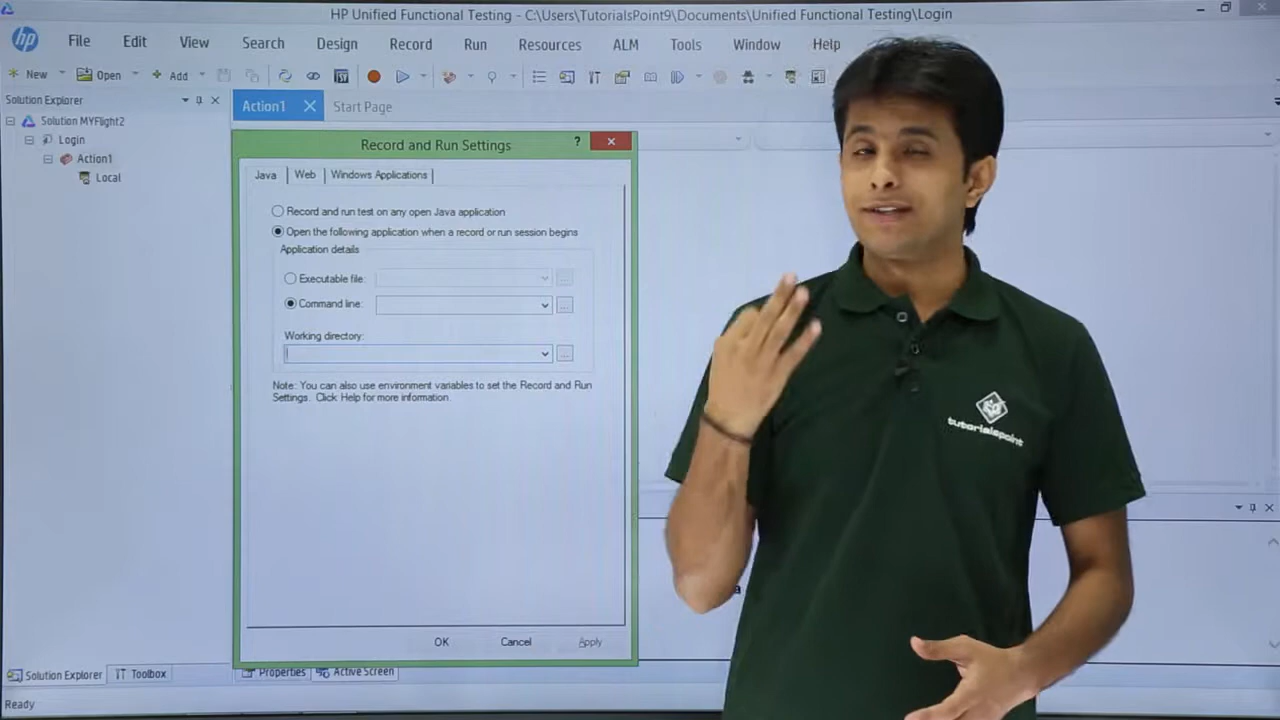 HP Unified Functional Testing - C:\Users\TutorialsPoint9\Documents\Unified Functional Testing\Login
hp
File Edit View Search Design Record Run Resources ALM Tools Window Help
New Open Add
Solution Explorer
Action1 Start Page
Solution MYFlight2
Login
Action1
Local
Record and Run Settings ?
Java Web Windows Applications
Record and run test on any open Java application
Open the following application when a record or run session begins
Application details
Executable file:
Command line:
Working directory:
Note: You can also use environment variables to set the Record and Run
Settings. Click Help for more information.
OK Cancel Apply
Solution Explorer Toolbox Properties Active Screen
Ready
tutorialspoint